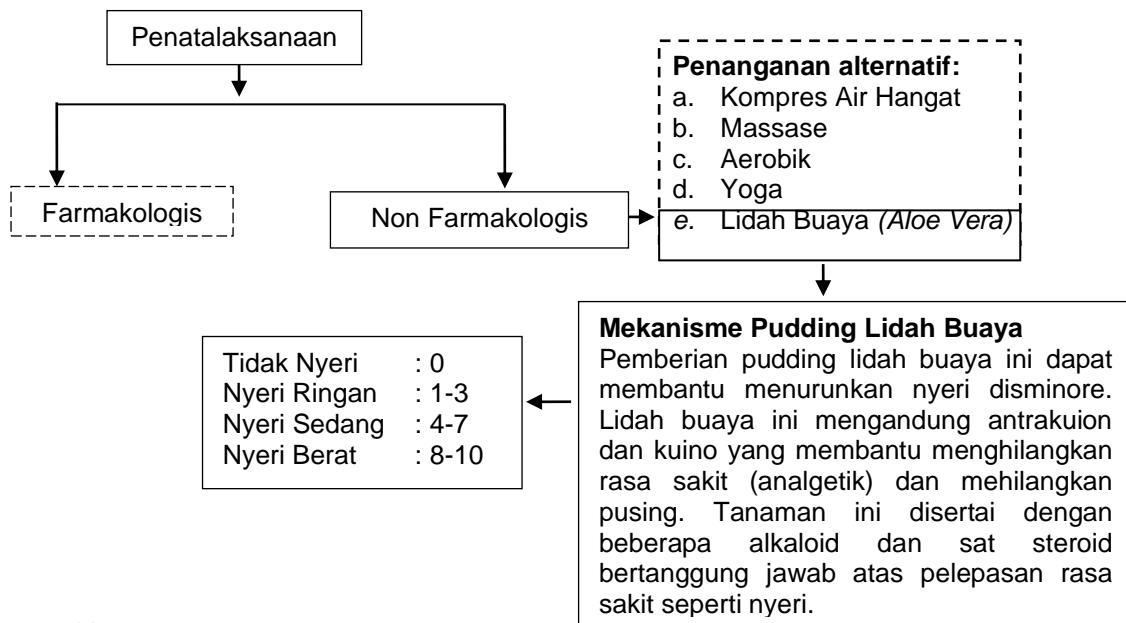 Penatalaksanaan
Penanganan alternatif:
a. Kompres Air Hangat
b. Massase
c. Aerobik
d. Yoga
e. Lidah Buaya (Aloe Vera)
Farmakologis
Non Farmakologis
Mekanisme Pudding Lidah Buaya
Pemberian pudding lidah buaya ini dapat
membantu menurunkan nyeri disminore.
Lidah buaya ini mengandung antrakuion
dan kuino yang membantu menghilangkan
rasa sakit (analgetik) dan mehilangkan
pusing. Tanaman ini disertai dengan
beberapa alkaloid dan sat steroid
bertanggung jawab atas pelepasan rasa
sakit seperti nyeri.
Tidak Nyeri : 0
Nyeri Ringan : 1-3
Nyeri Sedang : 4-7
Nyeri Berat : 8-10